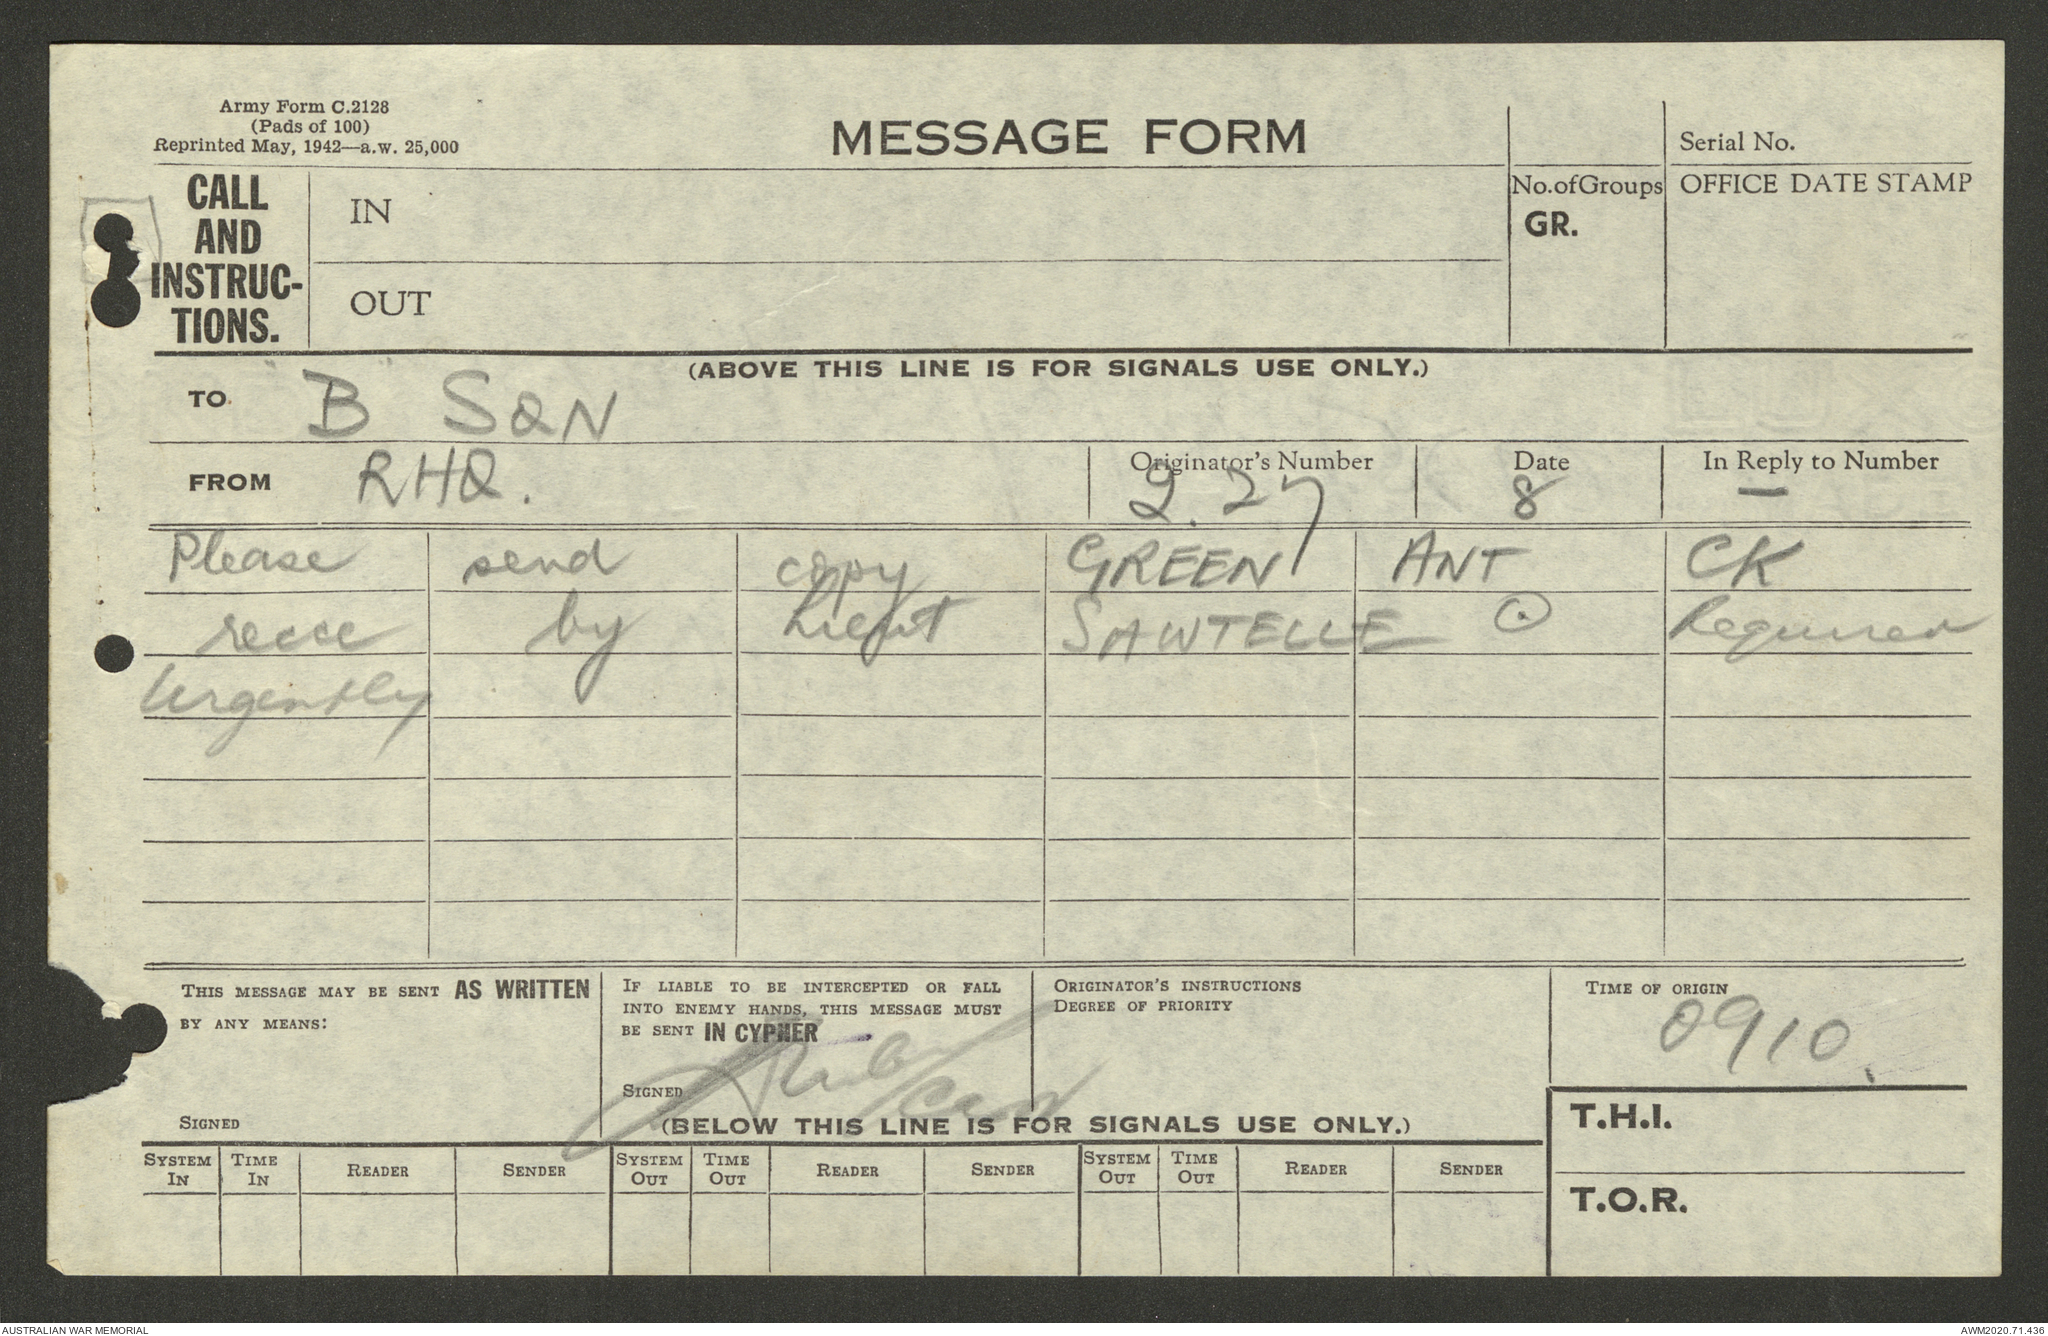 Army Form C.2128
(Pads of 100)
Reprinted May, 1942—A.W. 25,000
MESSAGE FORM
Serial No.
CALL AND INSTRUC-TIONS.
IN
OUT
No. of Groups
GR.
OFFICE DATE STAMP
(ABOVE THIS LINE IS FOR SIGNALS USE ONLY.)
TO "B" SQN
FROM RHQ.
Originator's Number
Q.27
Date
8
In Reply to Number
—
Please send copy GREEN ANT CK
recce by Lieut SAWTELLE ⊙ Required
Urgently
THIS MESSAGE MAY BE SENT AS WRITTEN
BY ANY MEANS:
SIGNED
IF LIABLE TO BE INTERCEPTED OR FALL
INTO ENEMY HANDS, THIS MESSAGE MUST
BE SENT IN CYPHER
SIGNED
ORIGINATOR'S INSTRUCTIONS
DEGREE OF PRIORITY
TIME OF ORIGIN
0910.
(BELOW THIS LINE IS FOR SIGNALS USE ONLY.)
T.H.I.
T.O.R.
SYSTEM IN TIME IN READER SENDER SYSTEM OUT TIME OUT READER SENDER SYSTEM OUT TIME OUT READER SENDER
AUSTRALIAN WAR MEMORIAL
AWM2020.71.436